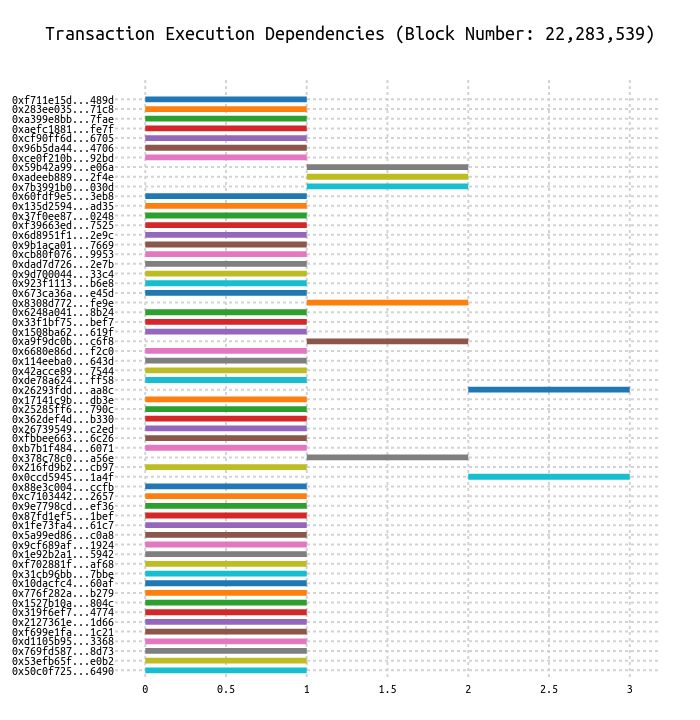 Transaction Execution Dependencies (Block Number: 22,283,539)
0xf711e15d...489d
0x283ee035...71c8
0xa399e8bb...7fae
0xaefc1881...fe7f
0xcf90ff6d...6705
0x96b5da44...4706
0xce0f210b...92bd
0x59b42a99...e06a
0xadeeb889...2f4e
0x7b3991b0...030d
0x60fdf9e5...3eb8
0x135d2594...ad35
0x37f0ee87...0248
0xf39663ed...7525
0x6d8951f1...2e9c
0x9b1aca01...7669
0xcb80f076...9953
0xdad7d726...2e7b
0x9d700044...33c4
0x923f1113...b6e8
0x673ca36a...e45d
0x8308d772...fe9e
0x6248a041...8b24
0x33f1bf75...bef7
0x1508ba62...619f
0xa9f9dc0b...c6f8
0x6680e86d...f2c0
0x114eeba0...643d
0x42acce89...7544
0xde78a624...ff58
0x26293fdd...aa8c
0x17141c9b...db3e
0x25285ff6...790c
0x362def4d...b330
0x26739549...c2ed
0xfbbee663...6c26
0xb7b1f484...6071
0x378c78c0...a56e
0x216fd9b2...cb97
0x0ccd5945...1a4f
0x88e3c004...ccfb
0xc7103442...2657
0x9e7798cd...ef36
0x87fd1ef5...1bef
0x1fe73fa4...61c7
0x5a99ed86...c0a8
0x9cf689af...1924
0x1e92b2a1...5942
0xf702881f...af68
0x31cb96bb...7bbe
0x10dacfc4...60af
0x776f282a...b279
0x1527b10a...804c
0x319f6ef7...4774
0x2127361e...1d66
0xf699e1fa...1c21
0xd1105b95...3368
0x769fd587...8d73
0x53efb65f...e0b2
0x50c0f725...6490
0 0.5 1 1.5 2 2.5 3